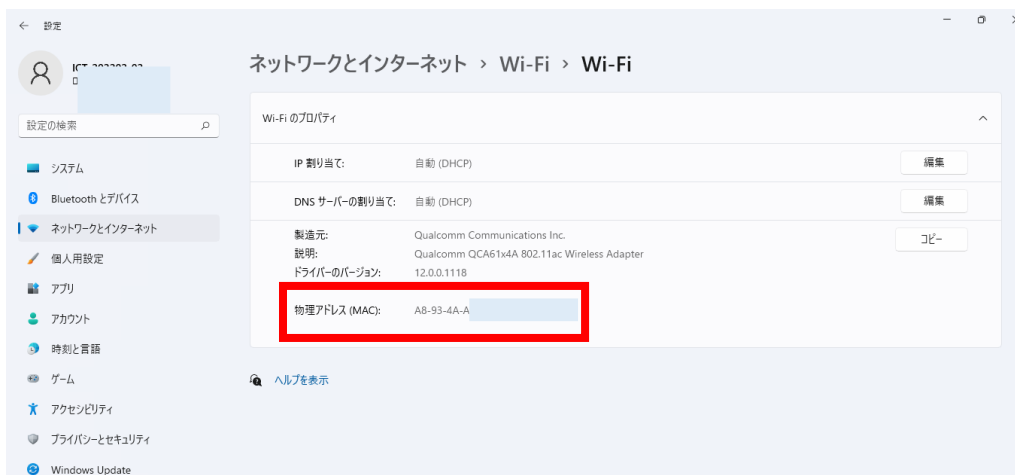 設定
ネットワークとインターネット › Wi-Fi › Wi-Fi
設定の検索
システム
Bluetooth とデバイス
ネットワークとインターネット
個人用設定
アプリ
アカウント
時刻と言語
ゲーム
アクセシビリティ
プライバシーとセキュリティ
Windows Update
Wi-Fi のプロパティ
IP 割り当て: 自動 (DHCP) 編集
DNS サーバーの割り当て: 自動 (DHCP) 編集
製造元: Qualcomm Communications Inc. コピー
説明: Qualcomm QCA61x4A 802.11ac Wireless Adapter
ドライバーのバージョン: 12.0.0.1118
物理アドレス (MAC): A8-93-4A-A
ヘルプを表示